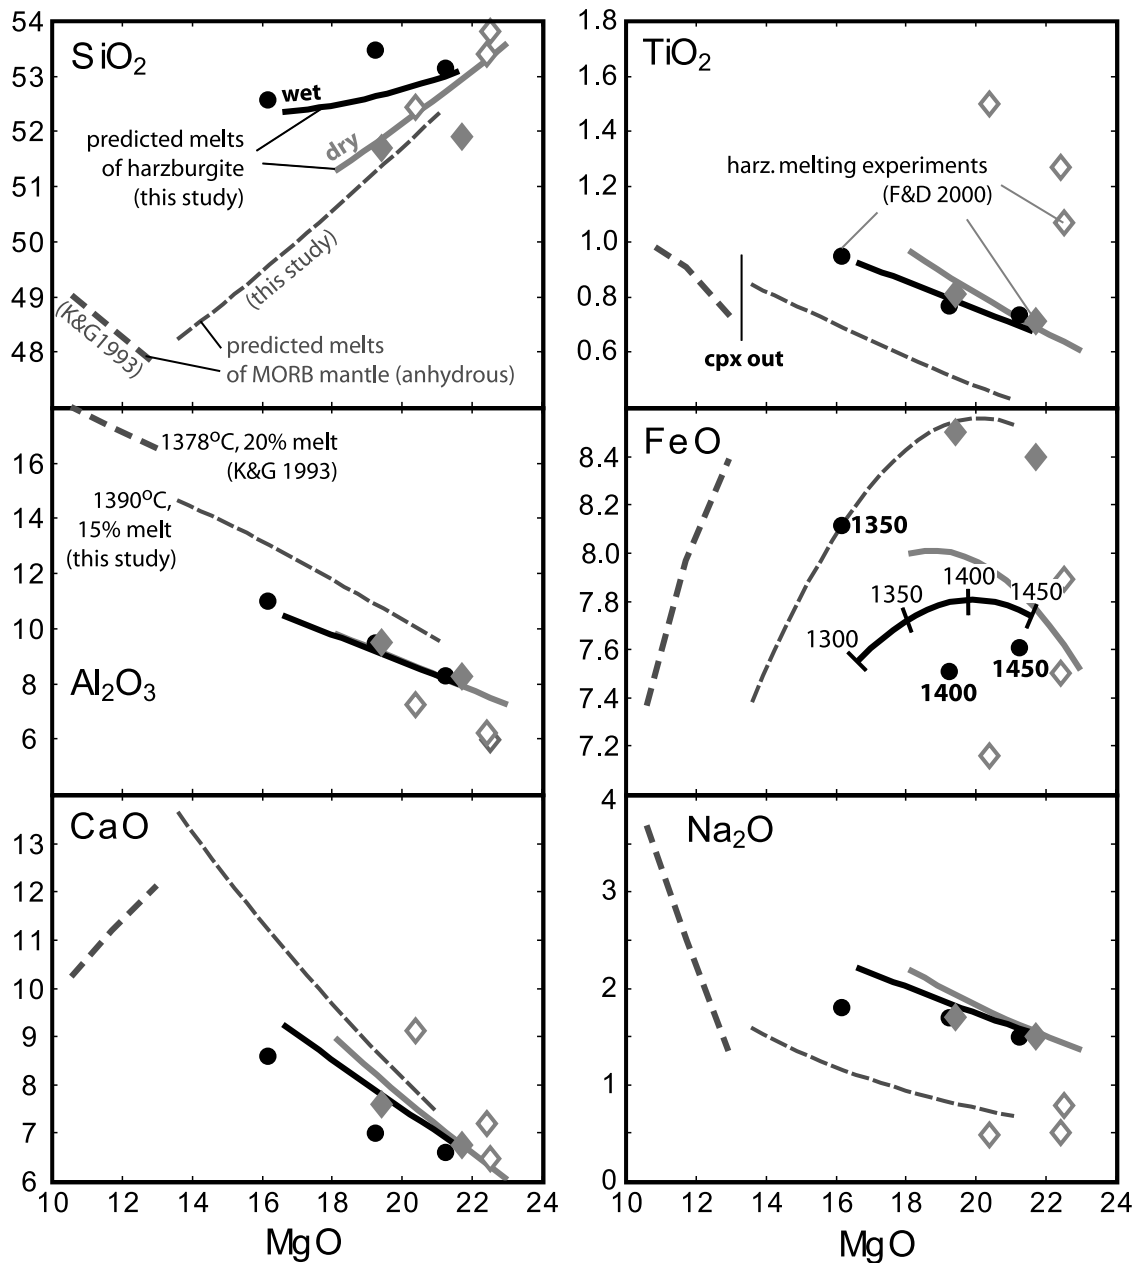 54
53
52
51
50
49
48
SiO2
wet
dry
predicted melts
of harzburgite
(this study)
(this study)
(K&G1993)
predicted melts
of MORB mantle (anhydrous)
1.8
1.6
1.4
1.2
1.0
0.8
0.6
TiO2
harz. melting experiments
(F&D 2000)
cpx out
16
14
12
10
8
6
1378oC, 20% melt
(K&G 1993)
1390oC,
15% melt
(this study)
Al2O3
8.4
8.2
8.0
7.8
7.6
7.4
7.2
FeO
1350
1300
1350
1400
1450
1400
1450
13
12
11
10
9
8
7
6
CaO
10 12 14 16 18 20 22 24
MgO
4
3
2
1
0
Na2O
10 12 14 16 18 20 22 24
MgO